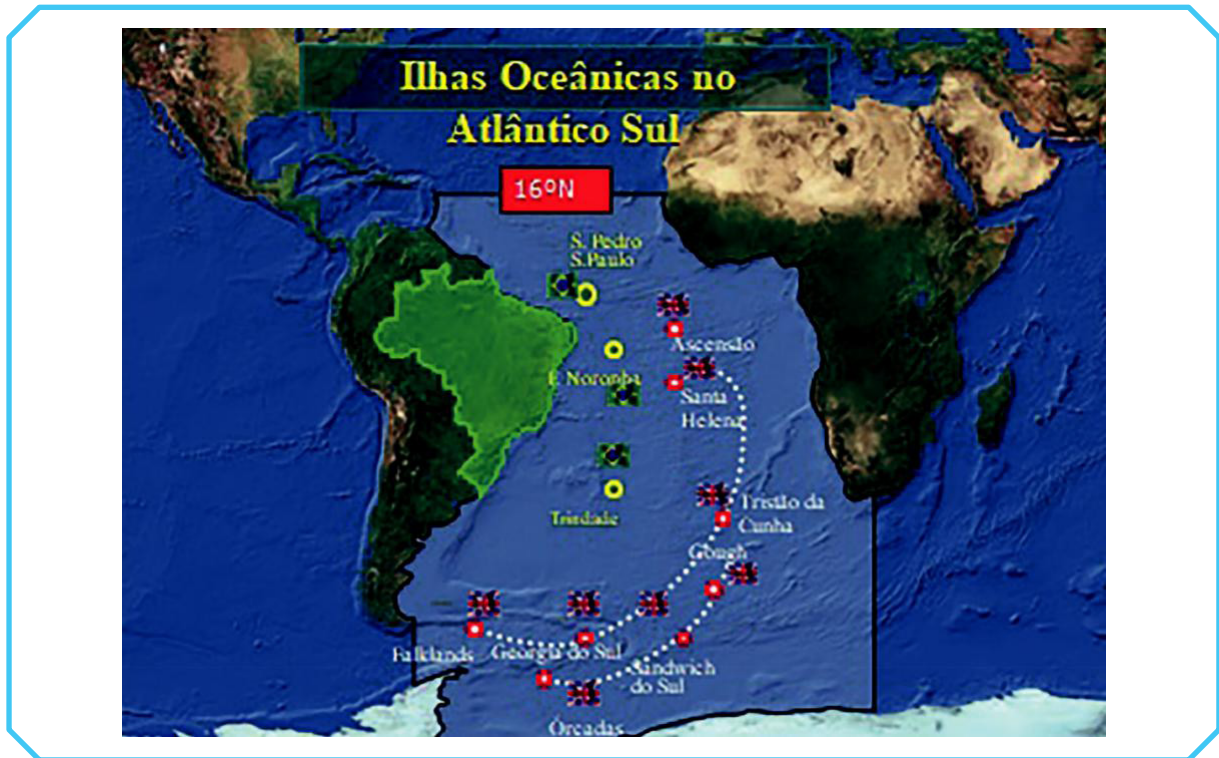 Ilhas Oceânicas no
Atlântico Sul
16ºN
S. Pedro
S.Paulo
Ascensão
F. Noronha
Santa
Helena
Tristão da
Cunha
Trindade
Gough
Falklands
Georgia do Sul
Sandwich
do Sul
Orcadas